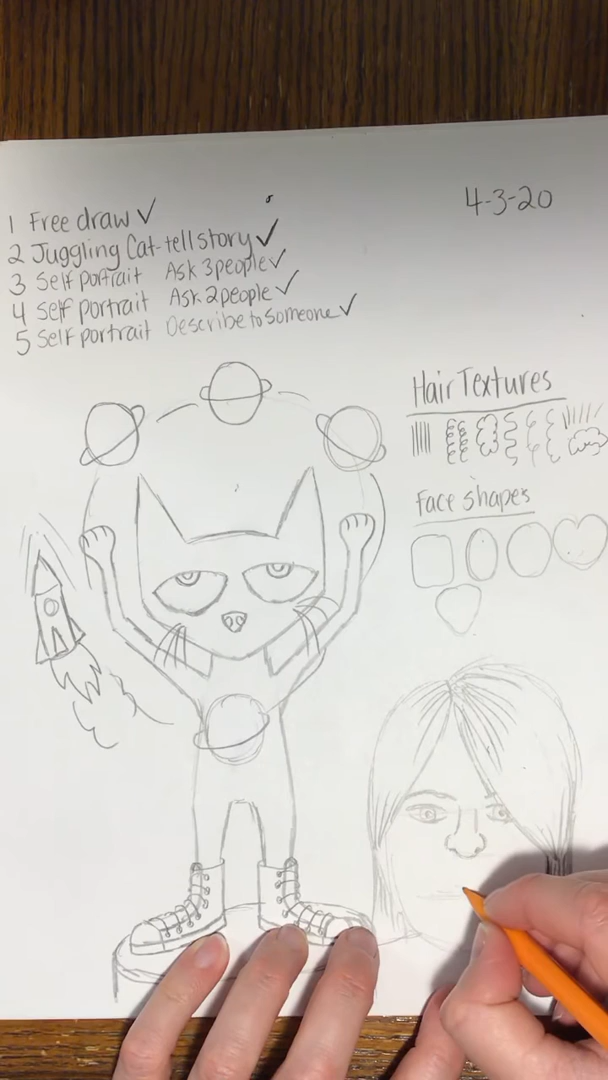 4-3-20
1 Free draw ✓
2 Juggling Cat-tell story ✓
3 Self portrait Ask 3 people ✓
4 Self portrait Ask 2 people ✓
5 Self portrait Describe to Someone ✓
Hair Textures
Face shapes